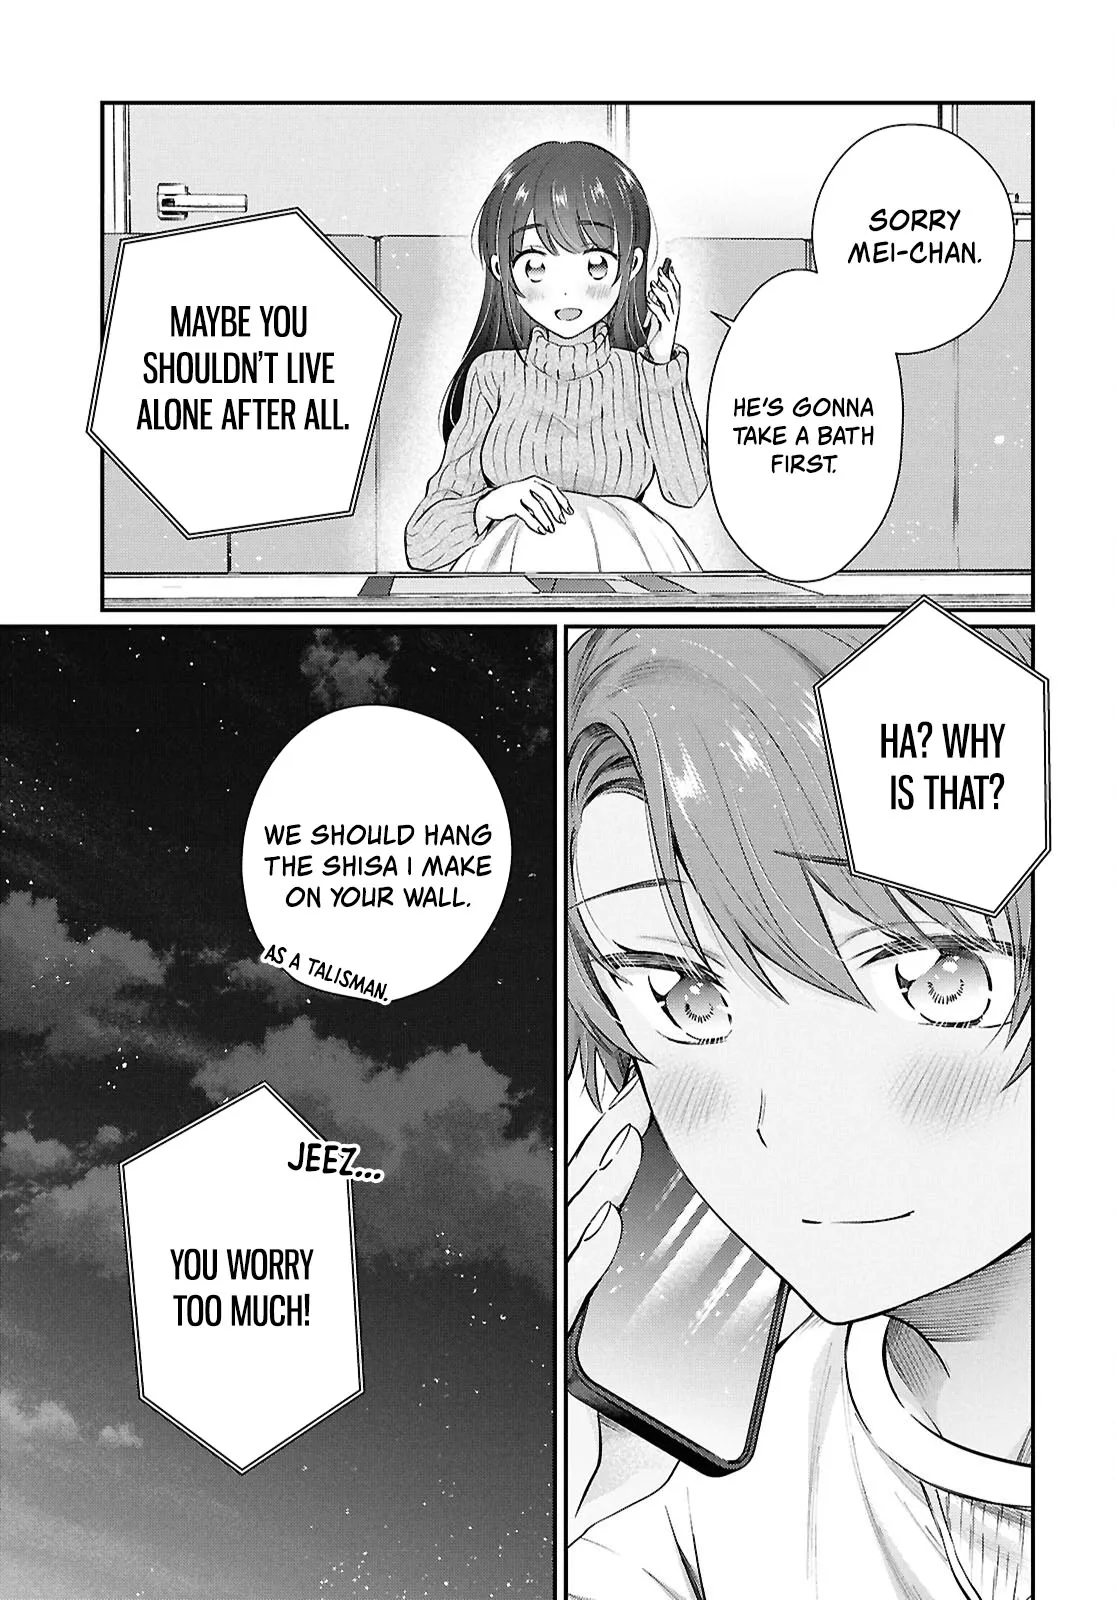 SORRY
MEI-CHAN.
HE'S GONNA
TAKE A BATH
FIRST.
MAYBE YOU
SHOULDN'T LIVE
ALONE AFTER ALL.
HA? WHY
IS THAT?
WE SHOULD HANG
THE SHISA I MAKE
ON YOUR WALL.
AS A TALISMAN.
JEEZ...
YOU WORRY
TOO MUCH!